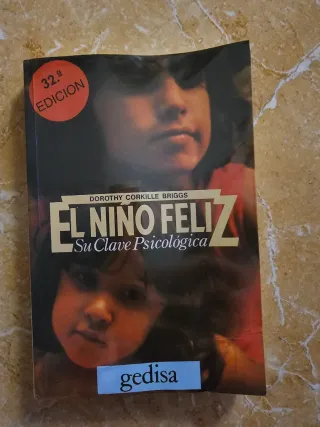 32.ª
EDICION
DOROTHY CORKILLE BRIGGS
EL NIÑO FELIZ
Su Clave Psicológica
gedisa